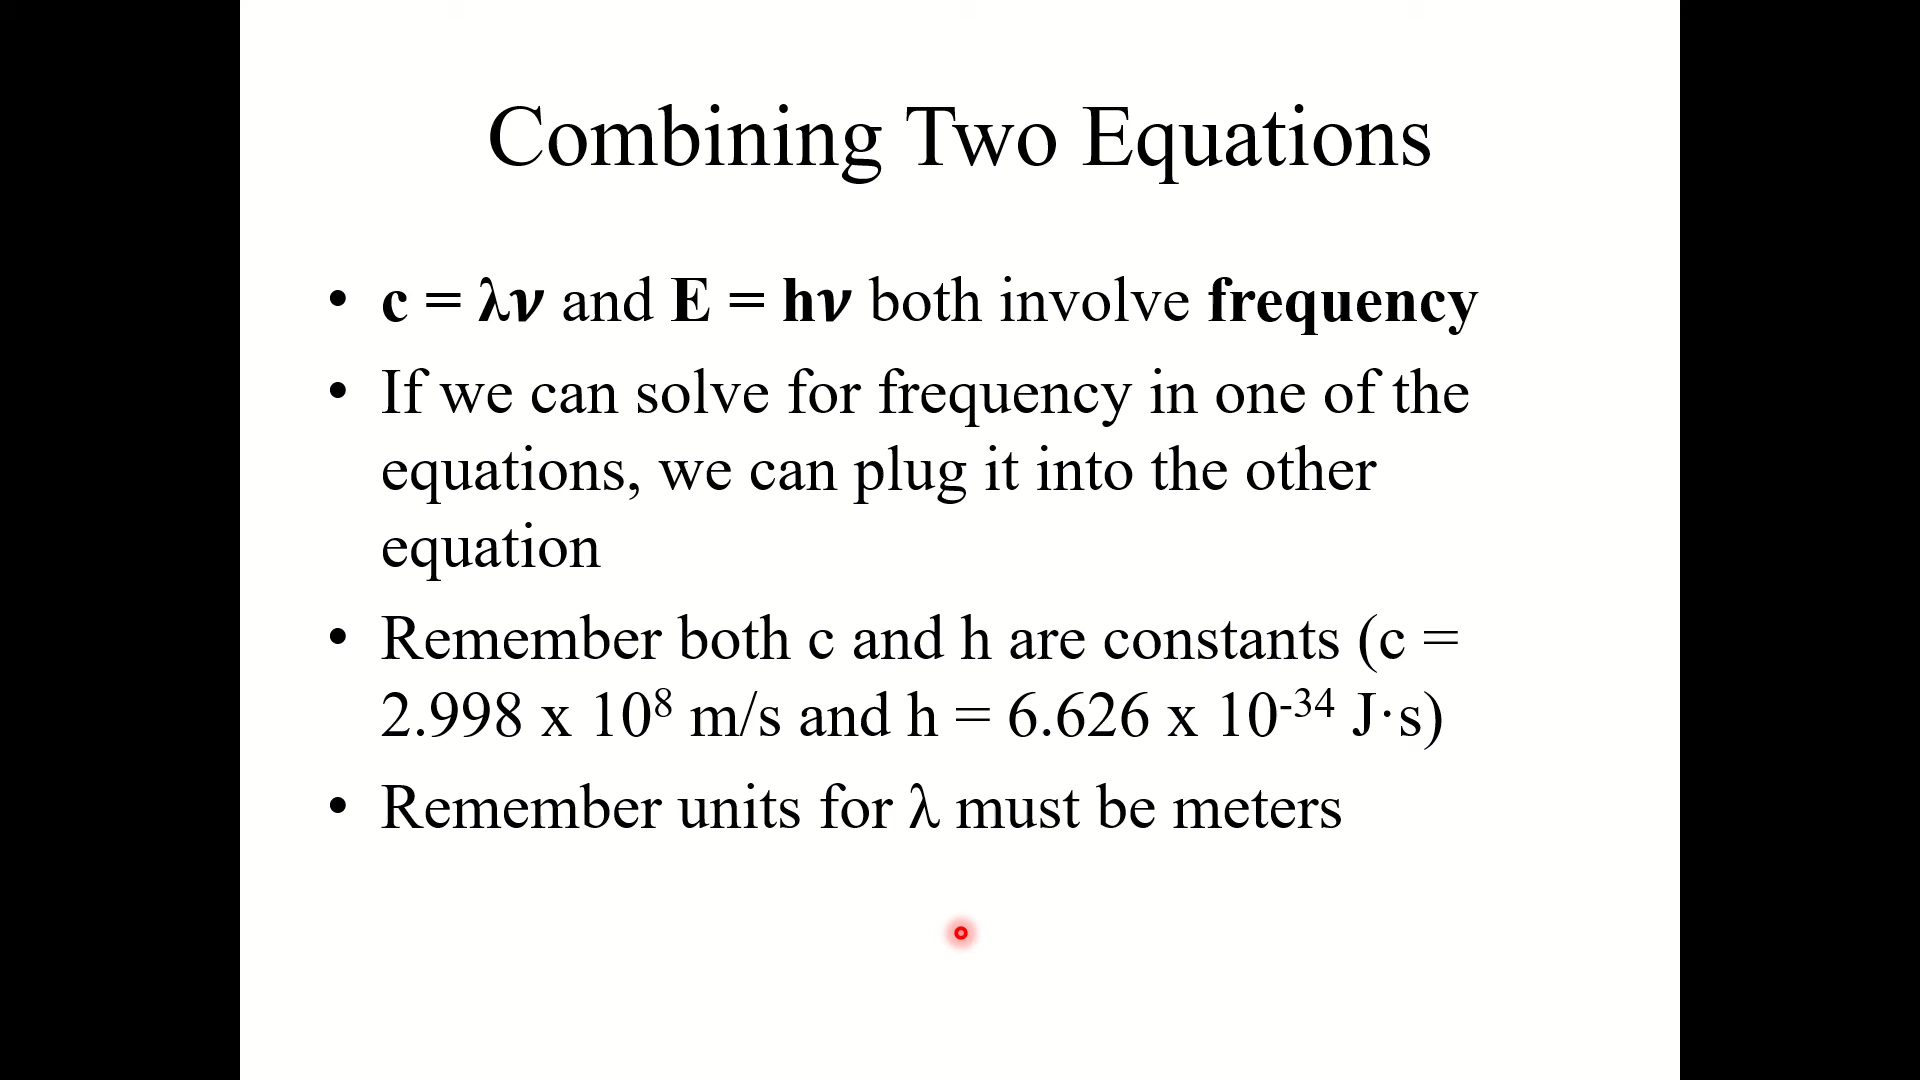 Combining Two Equations
• c = λν and E = hν both involve frequency
• If we can solve for frequency in one of the
equations, we can plug it into the other
equation
• Remember both c and h are constants (c =
2.998 x 10⁸ m/s and h = 6.626 x 10⁻³⁴ J·s)
• Remember units for λ must be meters